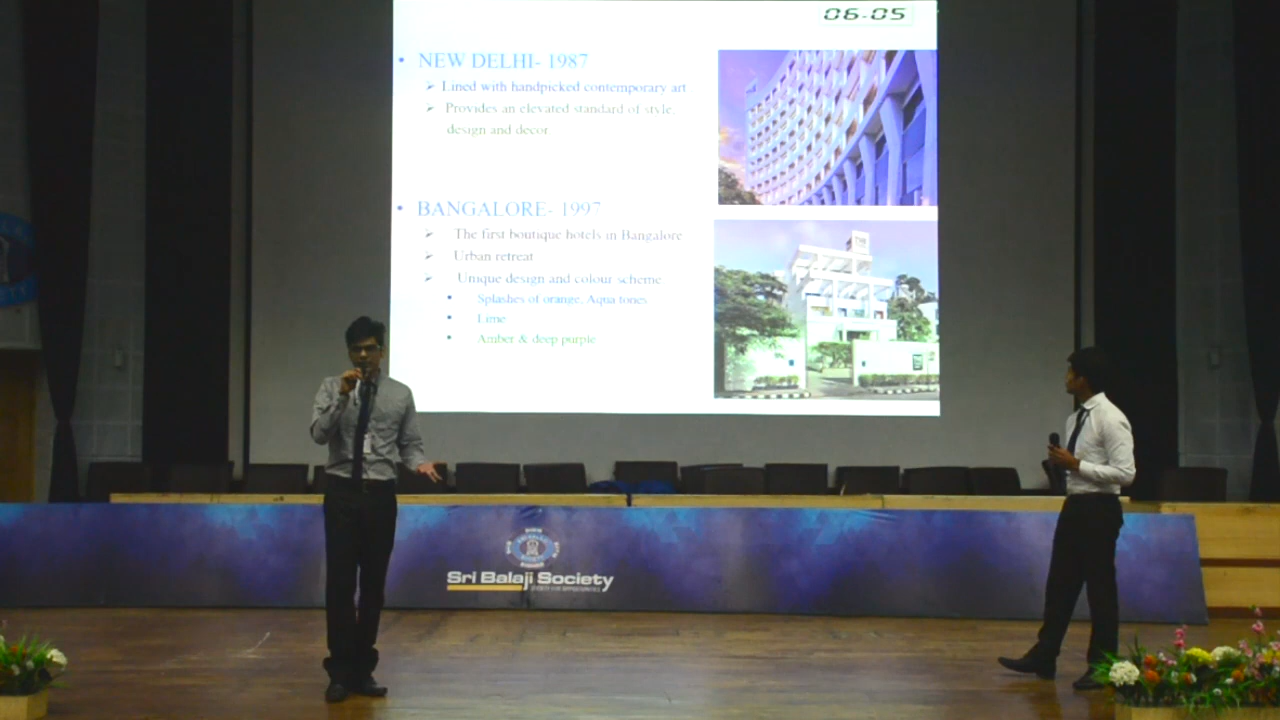 06-05
• NEW DELHI- 1987
➢ Lined with handpicked contemporary art
➢ Provides an elevated standard of style,
design and decor
• BANGALORE- 1997
➢ The first boutique hotels in Bangalore
➢ Urban retreat
➢ Unique design and colour scheme
▪ Splashes of orange, Aqua tones
▪ Lime
▪ Amber & deep purple
THE
Sri Balaji Society